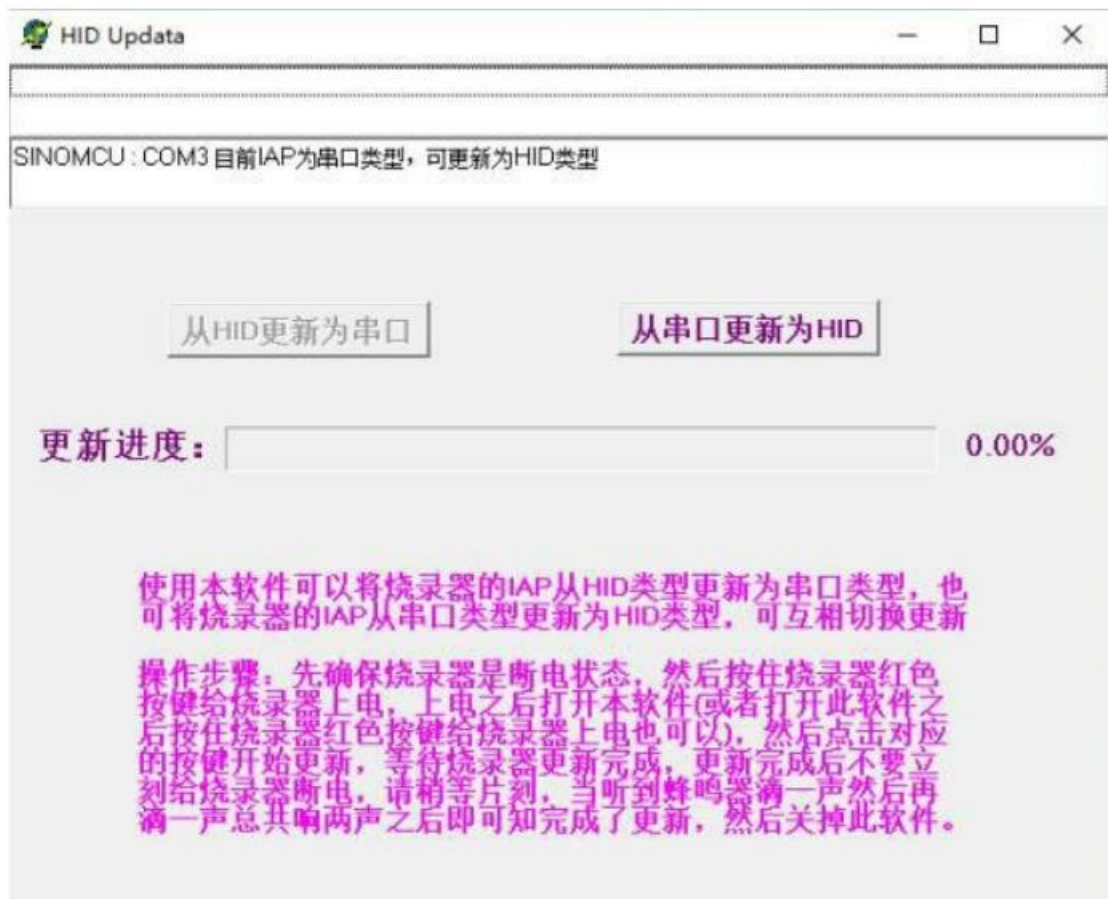 HID Updata
SINOMCU : COM3 目前IAP为串口类型，可更新为HID类型
从HID更新为串口
从串口更新为HID
更新进度：
0.00%
使用本软件可以将烧录器的IAP从HID类型更新为串口类型，也
可将烧录器的IAP从串口类型更新为HID类型，可互相切换更新
操作步骤：先确保烧录器是断电状态，然后按住烧录器红色
按键给烧录器上电，上电之后打开本软件(或者打开此软件之
后按住烧录器红色按键给烧录器上电也可以)，然后点击对应
的按键开始更新，等待烧录器更新完成，更新完成后不要立
刻给烧录器断电，请稍等片刻，当听到蜂鸣器滴一声然后再
滴一声总共响两声之后即可知完成了更新，然后关掉此软件。